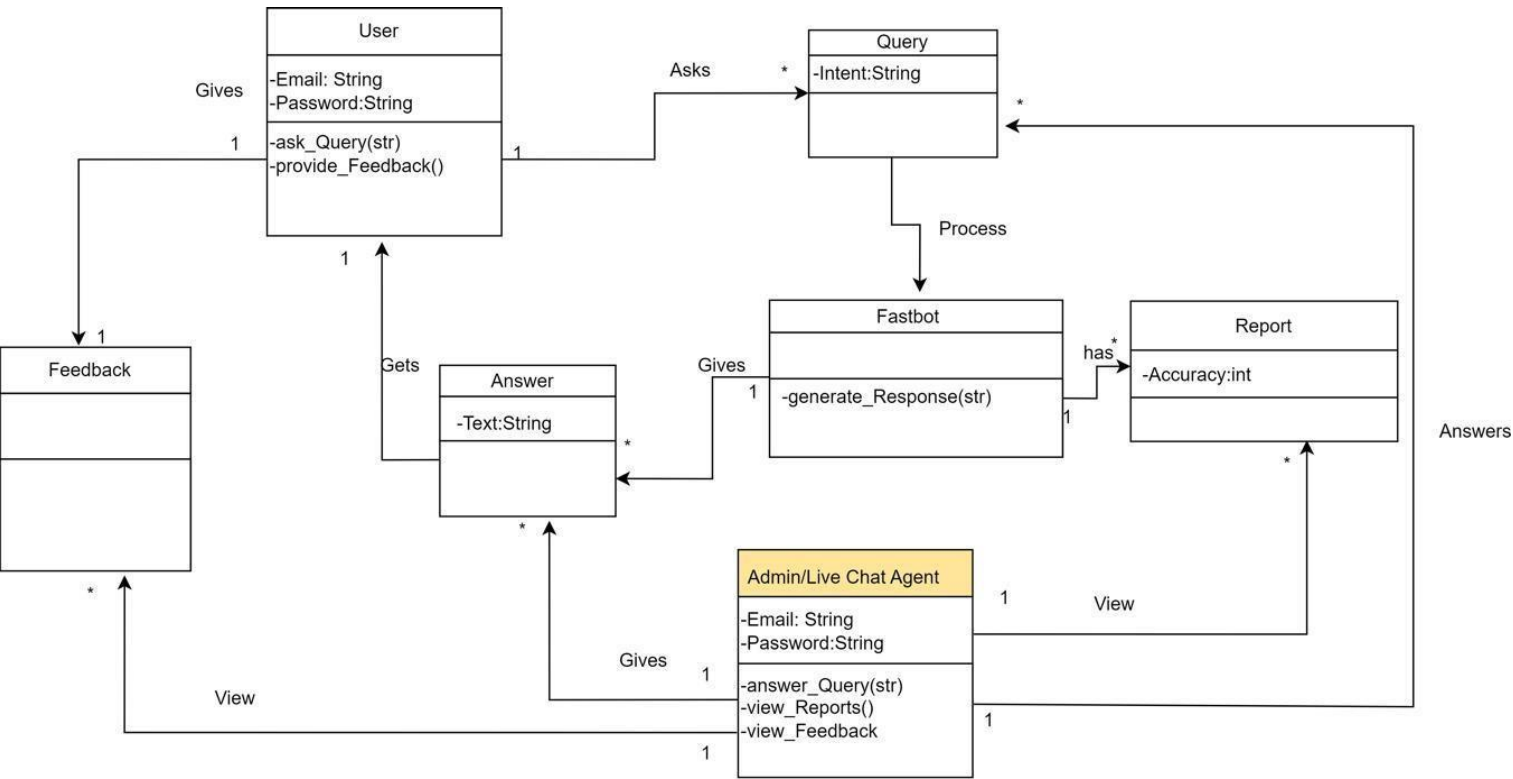 User
-Email: String
-Password:String
-ask_Query(str)
-provide_Feedback()
Gives
1
1
Asks
*
Query
-Intent:String
*
Process
1
Gets
1
Feedback
*
Answer
-Text:String
*
*
Gives
1
Fastbot
-generate_Response(str)
1
has
*
Report
-Accuracy:int
*
Answers
Admin/Live Chat Agent
-Email: String
-Password:String
-answer_Query(str)
-view_Reports()
-view_Feedback
1
View
Gives
1
View
1
1